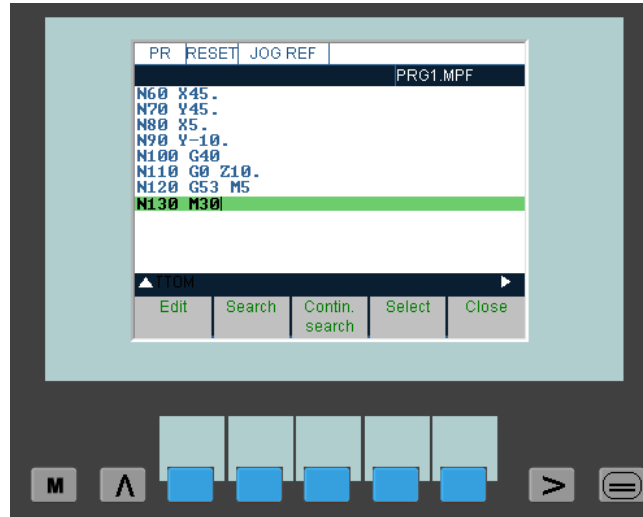 PR RESET JOG REF
PRG1.MPF
N60 X45.
N70 Y45.
N80 X5.
N90 Y-10.
N100 G40
N110 G0 Z10.
N120 G53 M5
N130 M30
TTOM
Edit Search Contin. search Select Close
M Λ >